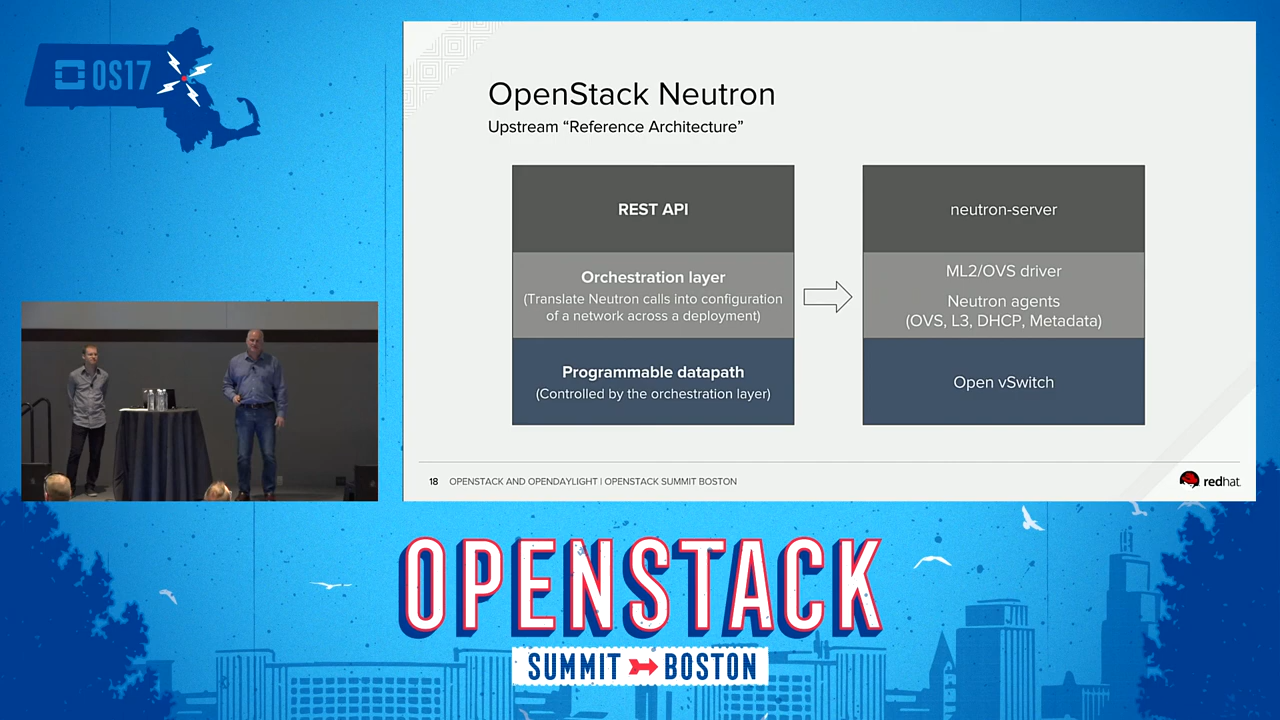 OS17
OpenStack Neutron
Upstream “Reference Architecture”
REST API
Orchestration layer
(Translate Neutron calls into configuration
of a network across a deployment)
Programmable datapath
(Controlled by the orchestration layer)
neutron-server
ML2/OVS driver
Neutron agents
(OVS, L3, DHCP, Metadata)
Open vSwitch
18 OPENSTACK AND OPENDAYLIGHT | OPENSTACK SUMMIT BOSTON
redhat.
OPENSTACK
SUMMIT BOSTON